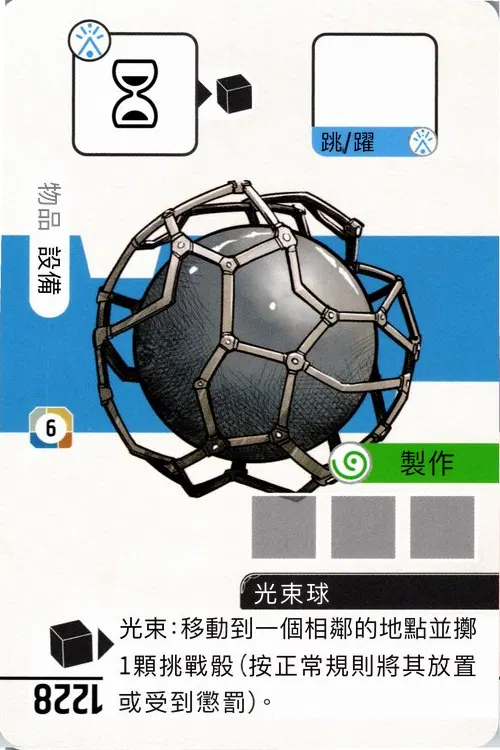 跳/躍
物品 設備
6
製作
光束球
光束:移動到一個相鄰的地點並擲
1顆挑戰骰(按正常規則將其放置
或受到懲罰)。
1228